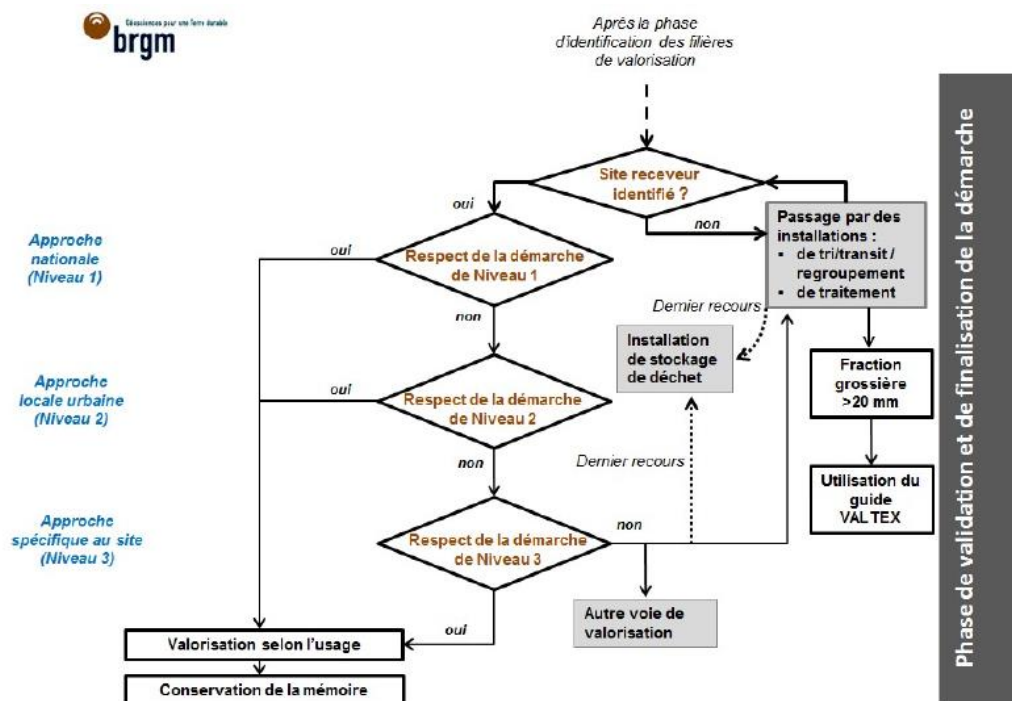 Géosciences pour une Terre durable
brgm
Après la phase
d'identification des filières
de valorisation
Site receveur
identifié ?
oui
non
Passage par des
installations :
▪ de tri/transit /
regroupement
▪ de traitement
Approche
nationale
(Niveau 1)
oui
Respect de la démarche
de Niveau 1
non
Dernier recours
Installation
de stockage
de déchet
Fraction
grossière
>20 mm
Approche
locale urbaine
(Niveau 2)
oui
Respect de la démarche
de Niveau 2
non
Dernier recours
Utilisation du
guide
VALTEX
Approche
spécifique au site
(Niveau 3)
Respect de la démarche
de Niveau 3
non
oui
Autre voie de
valorisation
Valorisation selon l'usage
Conservation de la mémoire
Phase de validation et de finalisation de la démarche